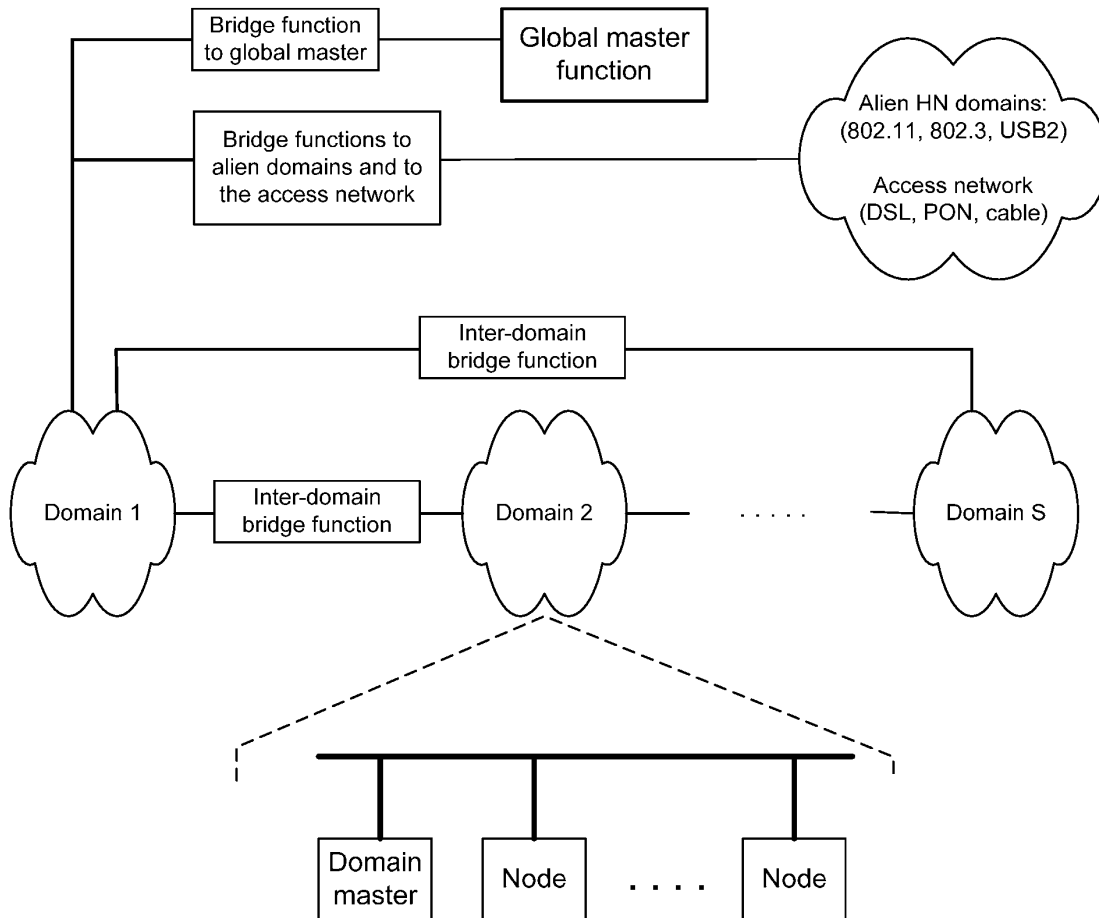 Bridge function
to global master
Global master
function
Alien HN domains:
(802.11, 802.3, USB2)
Access network
(DSL, PON, cable)
Bridge functions to
alien domains and to
the access network
Inter-domain
bridge function
Domain 1
Inter-domain
bridge function
Domain 2
. . . . .
Domain S
Domain
master
Node
. . . .
Node